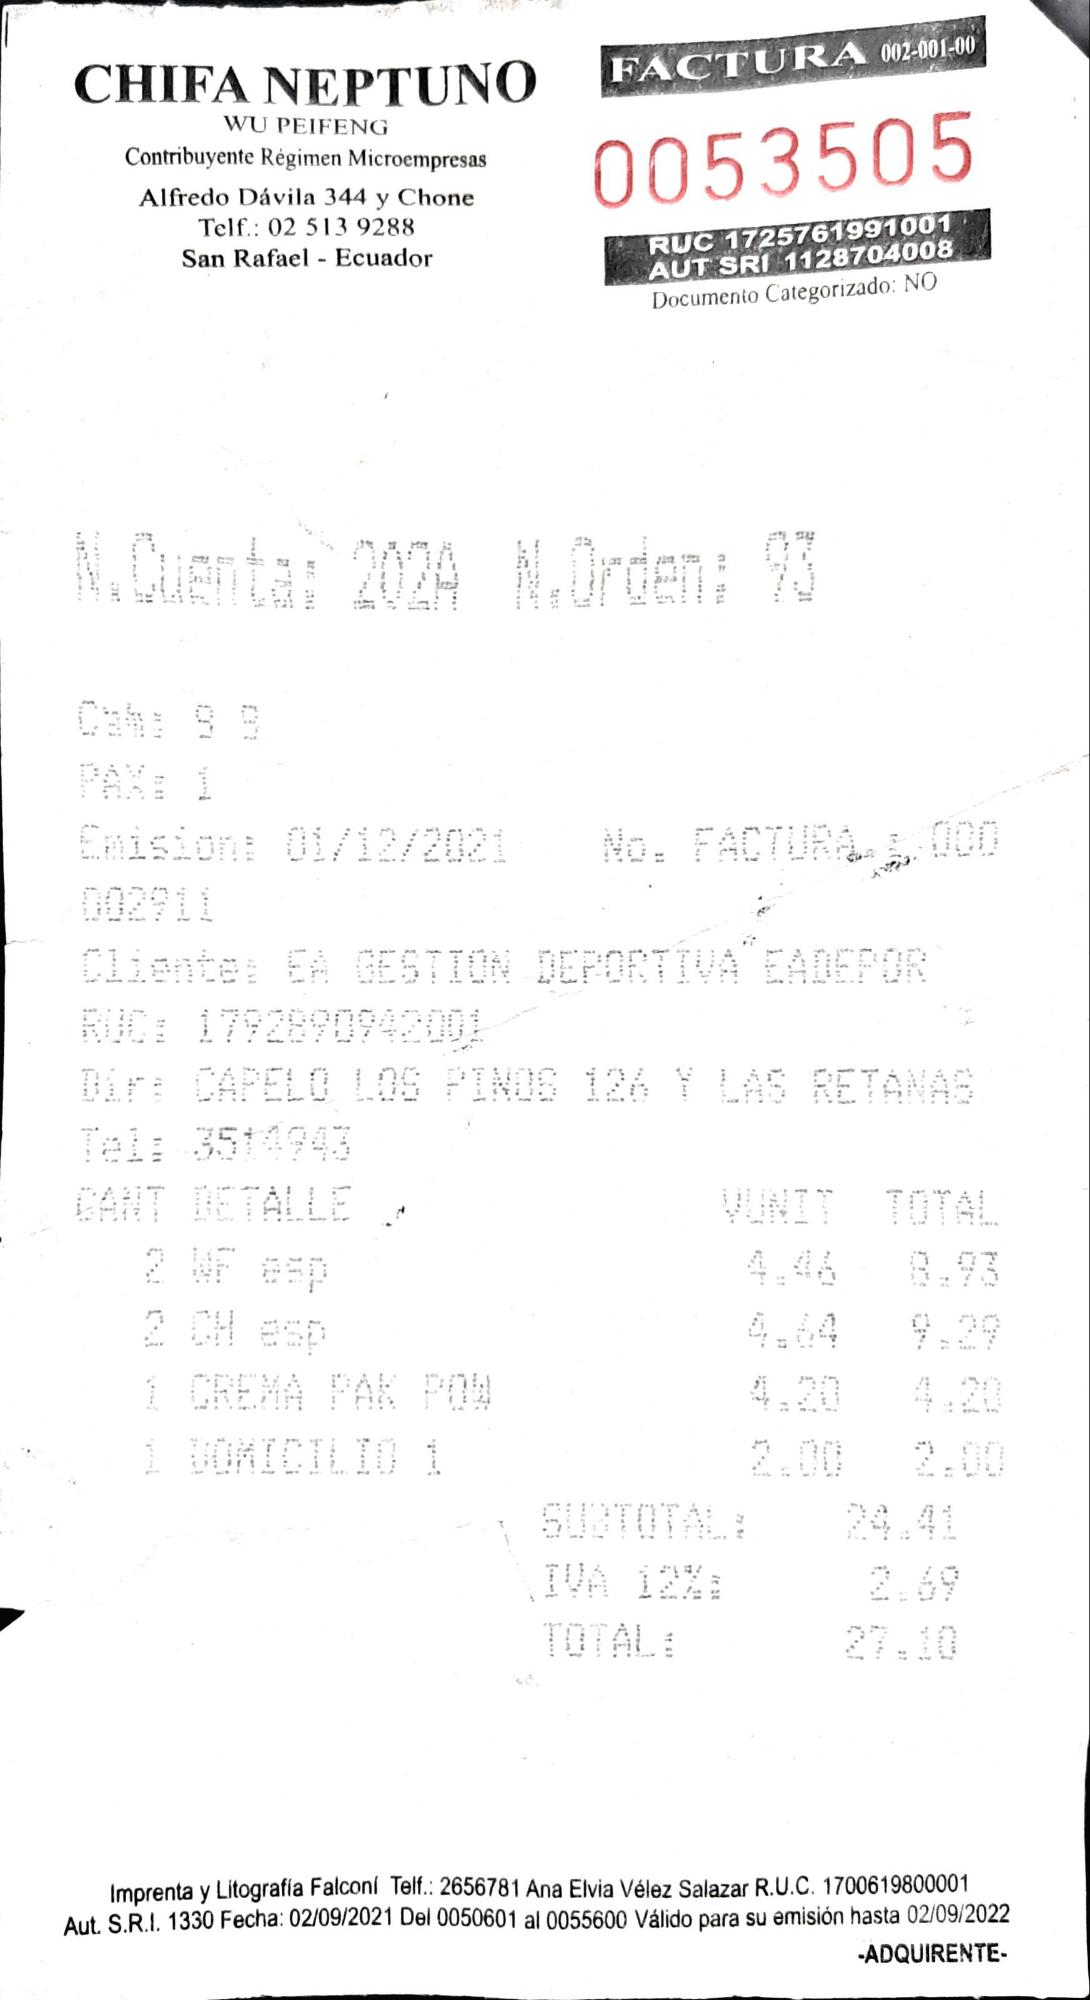 CHIFA NEPTUNO
WU PEIFENG
Contribuyente Régimen Microempresas
Alfredo Dávila 344 y Chone
Telf.: 02 513 9288
San Rafael - Ecuador
FACTURA 002-001-00
0053505
RUC 1725761991001
AUT SRI 1128704008
Documento Categorizado: NO
N.Cuenta: 2024 N.Orden: 93
Cam: 9 9
PAX: 1
Emision: 01/12/2021 No. FACTURA : 000
002911
Cliente: EA GESTION DEPORTIVA EADEPOR
RUC: 1792890942001
Dir: CAPELO LOS PINOS 126 Y LAS RETAMAS
Tel: 3514943
CANT DETALLE VUNIT TOTAL
2 WF esp 4.46 8.93
2 CH esp 4.64 9.29
1 CREMA PAK POW 4.20 4.20
1 DOMICILIO 1 2.00 2.00
SUBTOTAL: 24.41
IVA 12%: 2.69
TOTAL: 27.10
Imprenta y Litografía Falconí Telf.: 2656781 Ana Elvia Vélez Salazar R.U.C. 1700619800001
Aut. S.R.I. 1330 Fecha: 02/09/2021 Del 0050601 al 0055600 Válido para su emisión hasta 02/09/2022
-ADQUIRENTE-